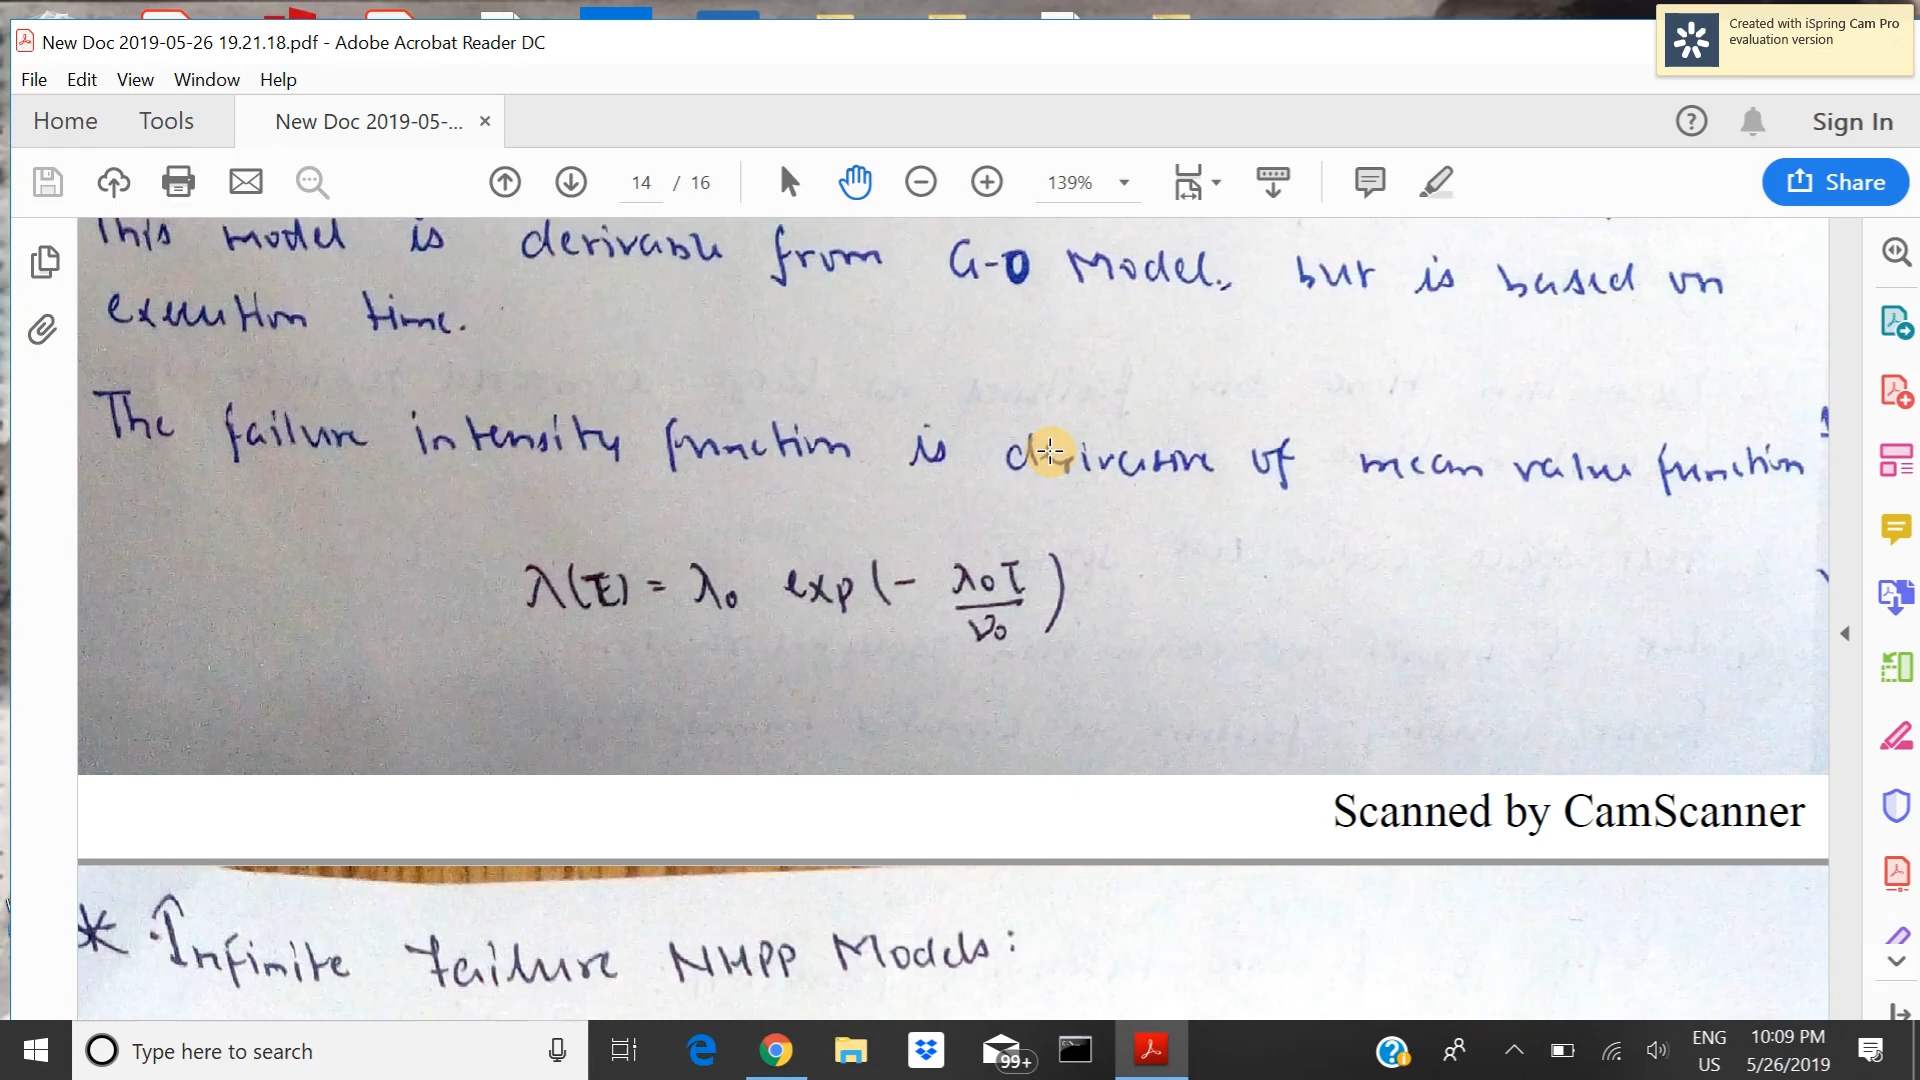 Created with iSpring Cam Pro
evaluation version
New Doc 2019-05-26 19.21.18.pdf - Adobe Acrobat Reader DC
File Edit View Window Help
Home Tools New Doc 2019-05-... × Sign In
14 / 16 139% Share
This model is derivable from G-O Model, but is based on
execution time.
The failure intensity function is derivative of mean value function
λ(τ) = λ₀ exp(- λ₀τ/ν₀)
Scanned by CamScanner
* Infinite Failure NHPP Models:
Type here to search
99+
ENG
US
10:09 PM
5/26/2019